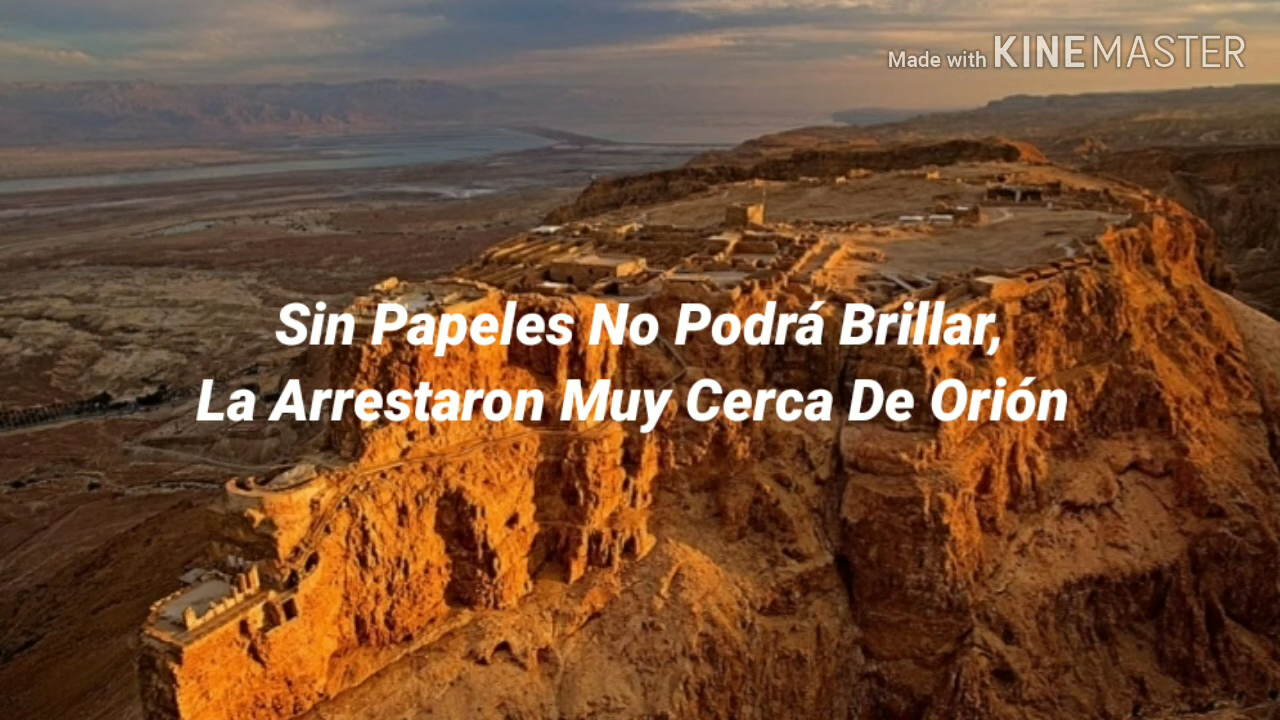 Made with KINEMASTER
Sin Papeles No Podrá Brillar,
La Arrestaron Muy Cerca De Orión